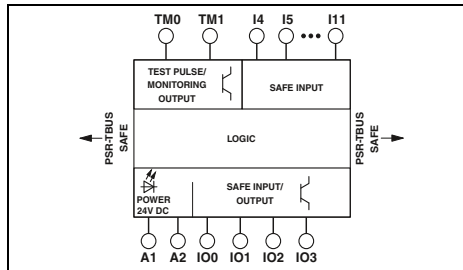 TM0 TM1 I4 I5 I11
TEST PULSE/
MONITORING
OUTPUT
SAFE INPUT
PSR-TBUS
SAFE
LOGIC
PSR-TBUS
SAFE
POWER
24V DC
SAFE INPUT/
OUTPUT
A1 A2 IO0 IO1 IO2 IO3